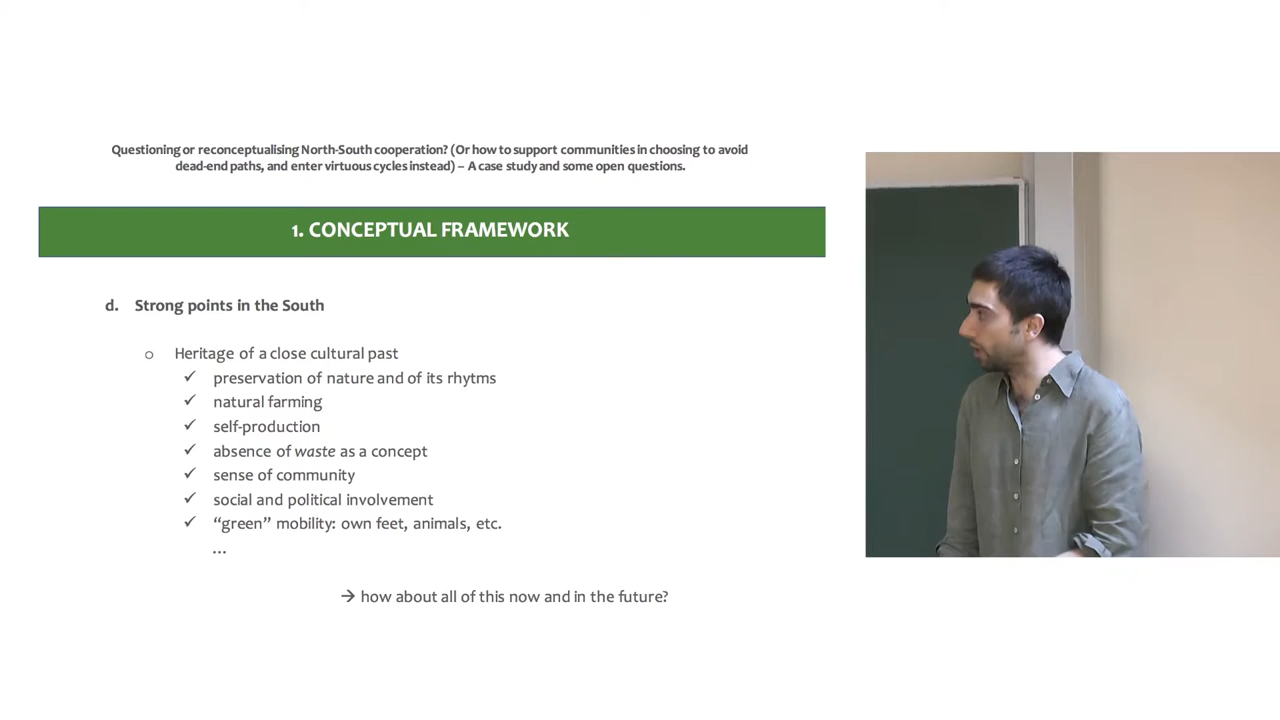 Questioning or reconceptualising North-South cooperation? (Or how to support communities in choosing to avoid
dead-end paths, and enter virtuous cycles instead) – A case study and some open questions.
1. CONCEPTUAL FRAMEWORK
d. Strong points in the South
o Heritage of a close cultural past
✓ preservation of nature and of its rhytms
✓ natural farming
✓ self-production
✓ absence of waste as a concept
✓ sense of community
✓ social and political involvement
✓ “green” mobility: own feet, animals, etc.
...
→ how about all of this now and in the future?